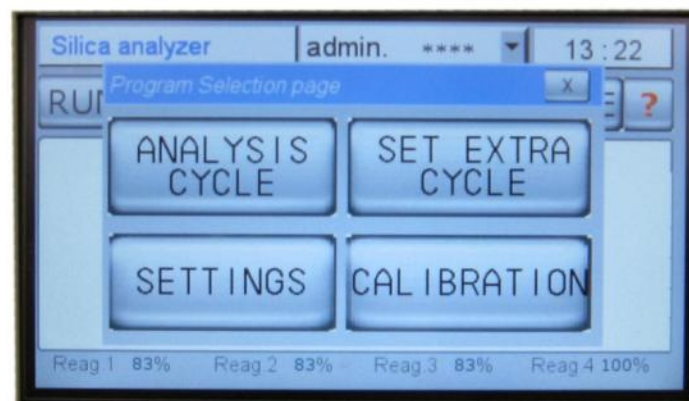 Silica analyzer admin. **** 13:22
Program Selection page X
RU ?
ANALYSIS CYCLE
SET EXTRA CYCLE
SETTINGS CALIBRATION
Reag.1 83% Reag.2 83% Reag.3 83% Reag.4 100%